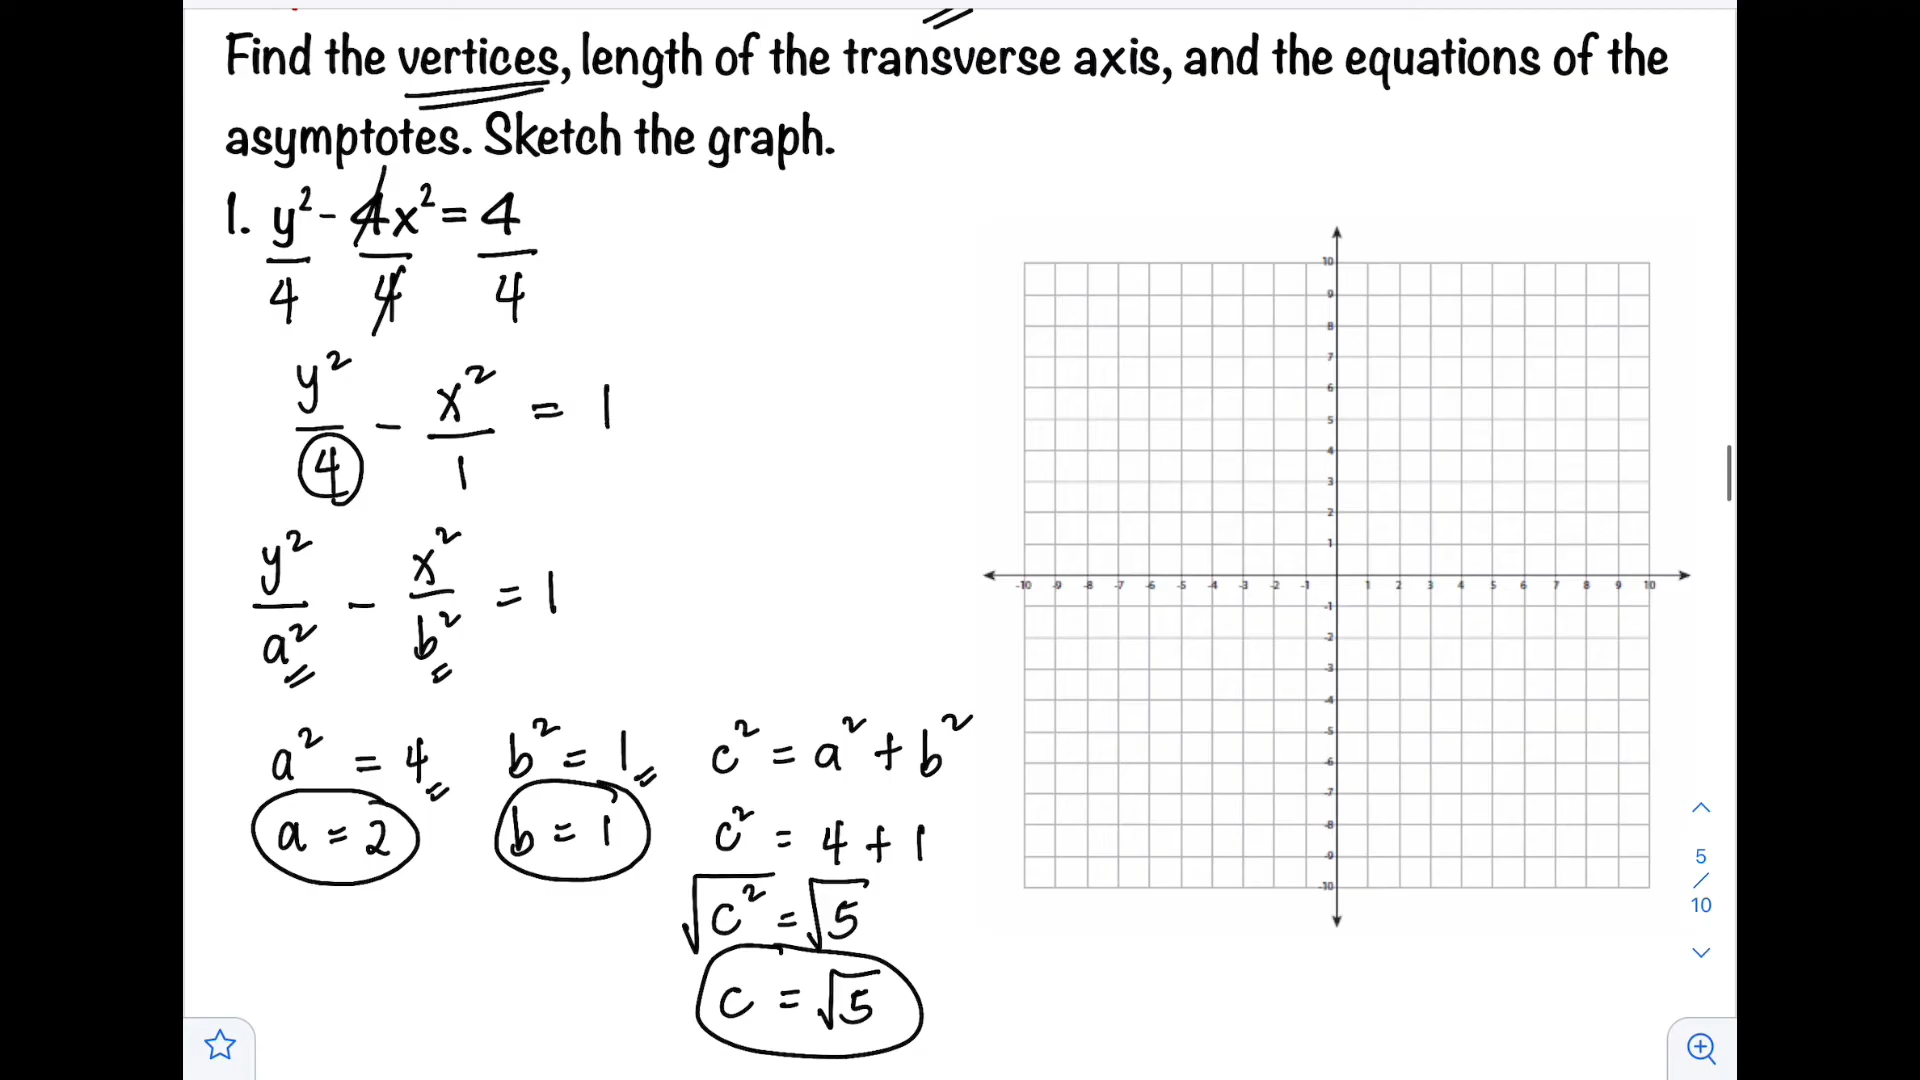 Find the vertices, length of the transverse axis, and the equations of the
asymptotes. Sketch the graph.
1. y² - 4x² = 4
4 4 4
y²/4 - x²/1 = 1
y²/a² - x²/b² = 1
a² = 4
a = 2
b² = 1
b = 1
c² = a² + b²
c² = 4 + 1
√c² = √5
c = √5
10
9
8
7
6
5
4
3
2
1
-10 -9 -8 -7 -6 -5 -4 -3 -2 -1 1 2 3 4 5 6 7 8 9 10
-1
-2
-3
-4
-5
-6
-7
-8
-9
-10
5
/
10